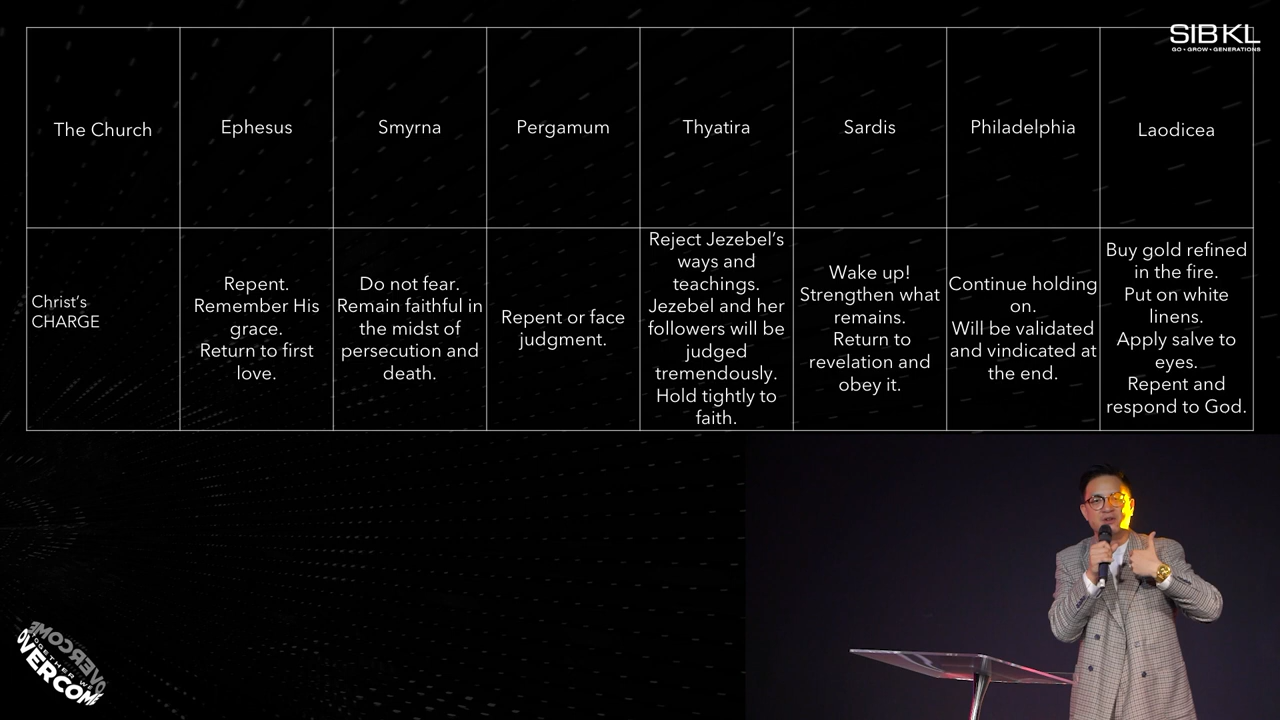 SIBKL
GO • GROW • GENERATIONS
The Church
Ephesus
Smyrna
Pergamum
Thyatira
Sardis
Philadelphia
Laodicea
Christ’s
CHARGE
Repent.
Remember His
grace.
Return to first
love.
Do not fear.
Remain faithful in
the midst of
persecution and
death.
Repent or face
judgment.
Reject Jezebel’s
ways and
teachings.
Jezebel and her
followers will be
judged
tremendously.
Hold tightly to
faith.
Wake up!
Strengthen what
remains.
Return to
revelation and
obey it.
Continue holding
on.
Will be validated
and vindicated at
the end.
Buy gold refined
in the fire.
Put on white
linens.
Apply salve to
eyes.
Repent and
respond to God.
OVERCOME
TOGETHER WE
OVERCOME